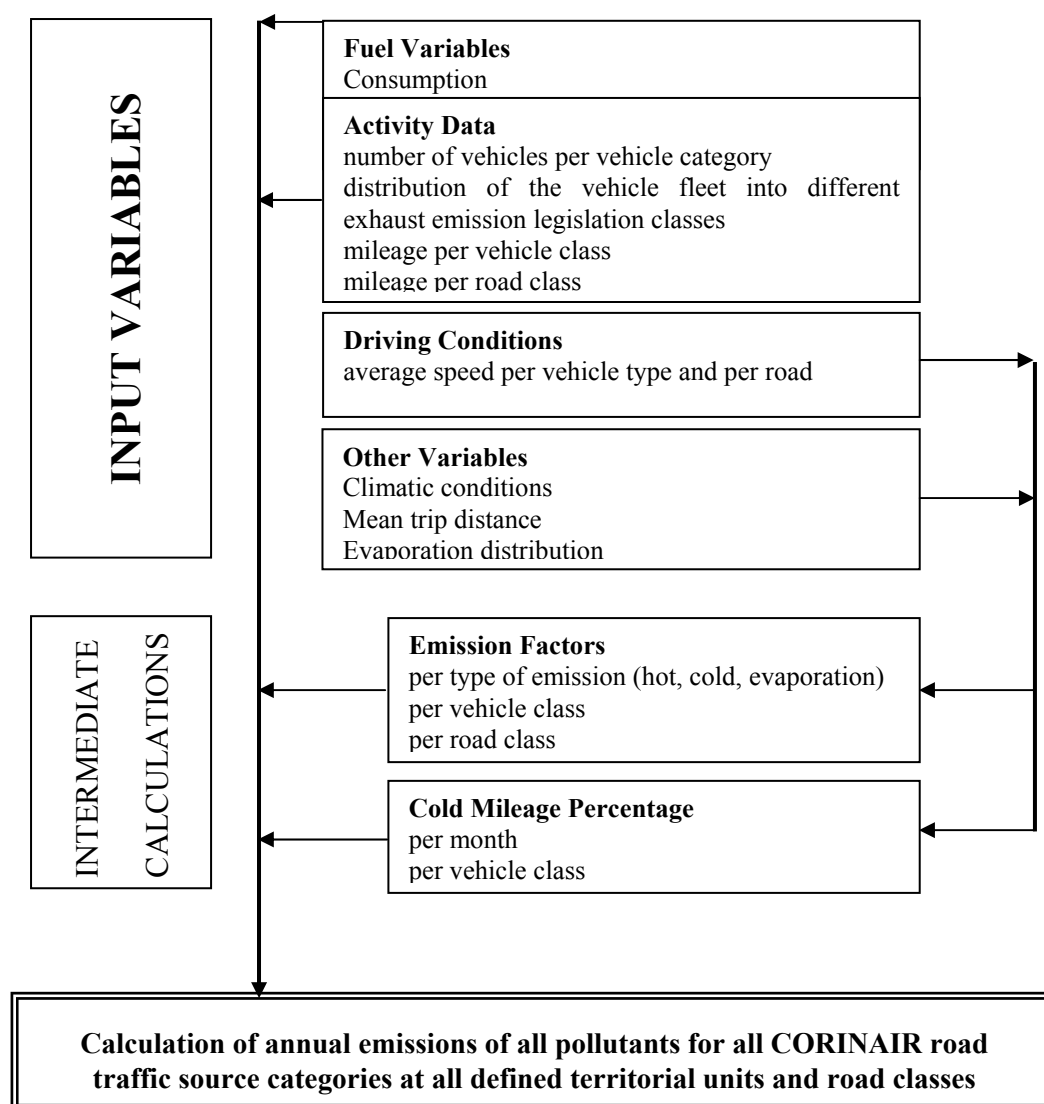 INPUT VARIABLES
Fuel Variables
Consumption
Activity Data
number of vehicles per vehicle category
distribution of the vehicle fleet into different
exhaust emission legislation classes
mileage per vehicle class
mileage per road class
Driving Conditions
average speed per vehicle type and per road
Other Variables
Climatic conditions
Mean trip distance
Evaporation distribution
INTERMEDIATE
CALCULATIONS
Emission Factors
per type of emission (hot, cold, evaporation)
per vehicle class
per road class
Cold Mileage Percentage
per month
per vehicle class
Calculation of annual emissions of all pollutants for all CORINAIR road
traffic source categories at all defined territorial units and road classes